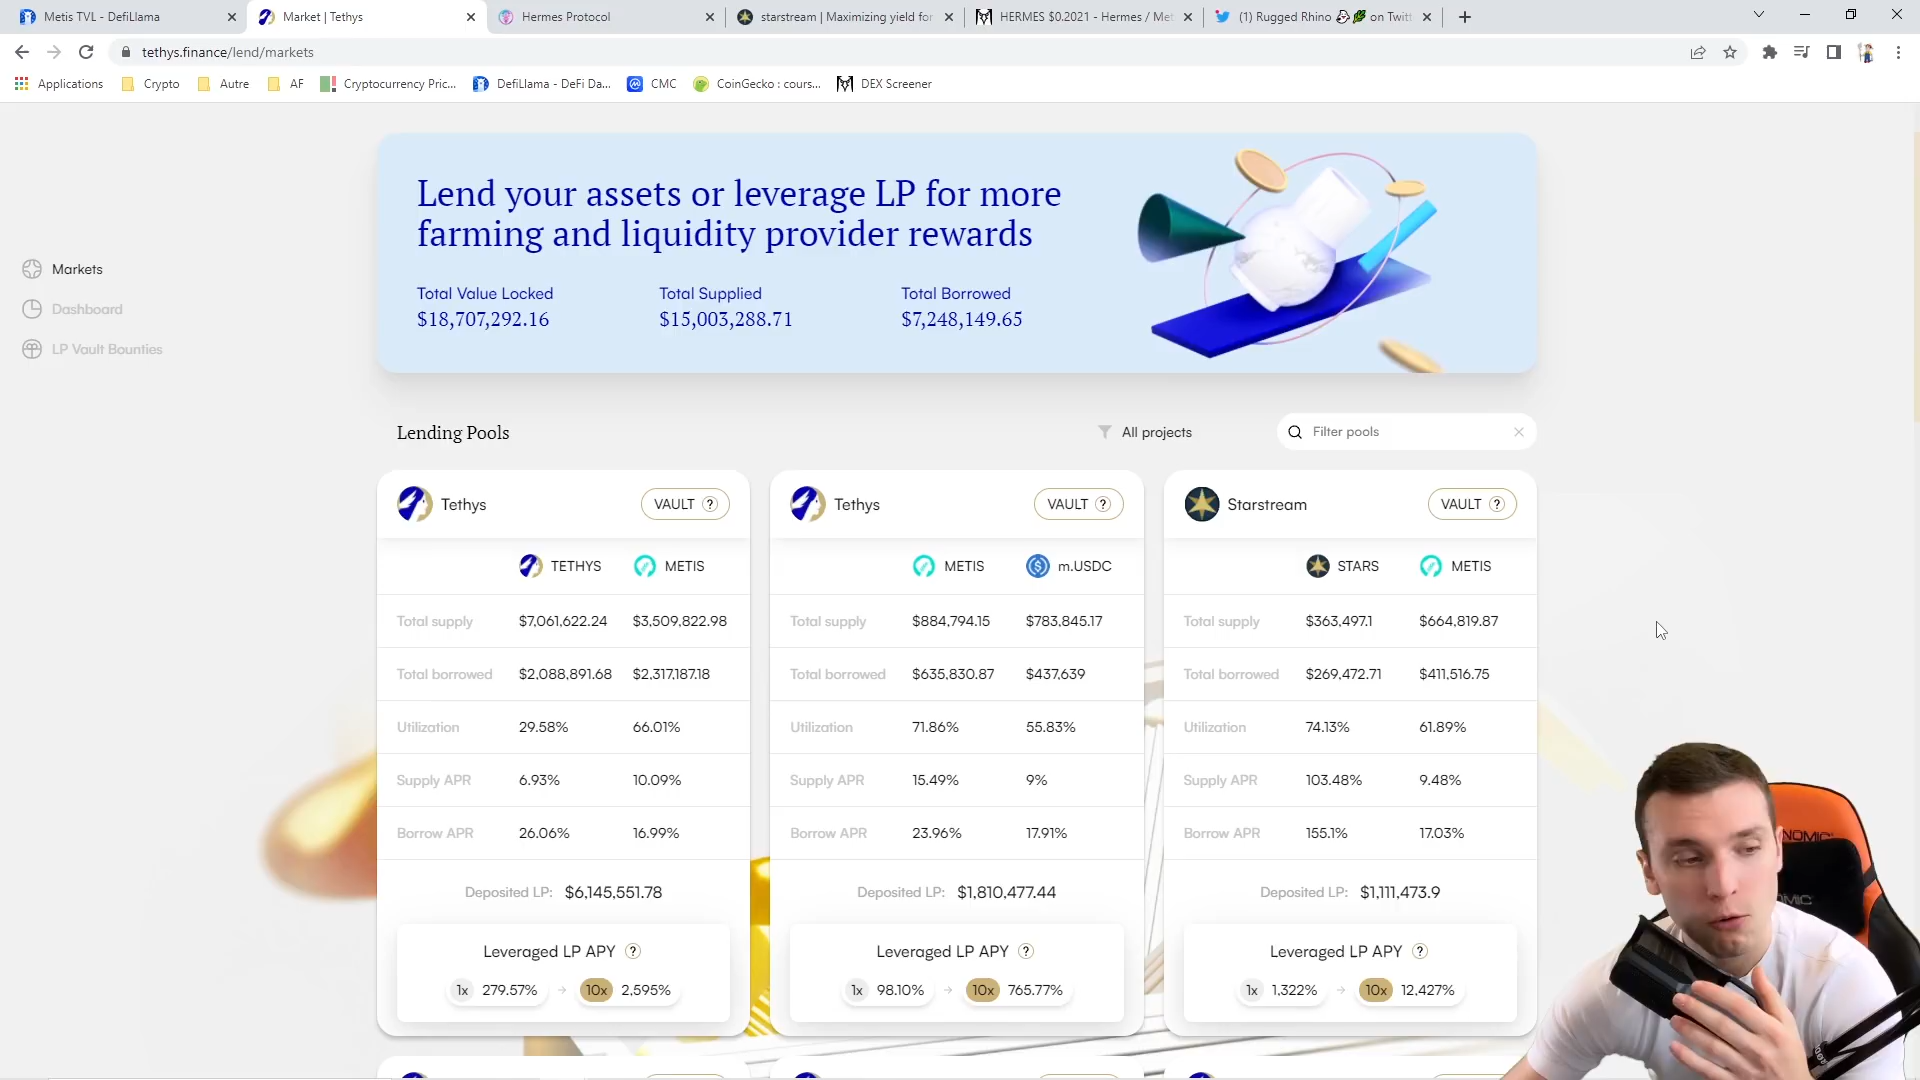 Metis TVL - DefiLlama
Market | Tethys
Hermes Protocol
starstream | Maximizing yield for
HERMES $0.2021 - Hermes / Met
(1) Rugged Rhino on Twitt
tethys.finance/lend/markets
Applications
Crypto
Autre
AF
Cryptocurrency Pric...
DefiLlama - DeFi Da...
CMC
CoinGecko : cours...
DEX Screener
Lend your assets or leverage LP for more
farming and liquidity provider rewards
Total Value Locked Total Supplied Total Borrowed
$18,707,292.16 $15,003,288.71 $7,248,149.65
Markets
Dashboard
LP Vault Bounties
Lending Pools
All projects
Filter pools
Tethys VAULT ?
TETHYS METIS
Total supply $7,061,622.24 $3,509,822.98
Total borrowed $2,088,891.68 $2,317,187.18
Utilization 29.58% 66.01%
Supply APR 6.93% 10.09%
Borrow APR 26.06% 16.99%
Deposited LP: $6,145,551.78
Leveraged LP APY ?
1x 279.57% → 10x 2,595%
Tethys VAULT ?
METIS m.USDC
Total supply $884,794.15 $783,845.17
Total borrowed $635,830.87 $437,639
Utilization 71.86% 55.83%
Supply APR 15.49% 9%
Borrow APR 23.96% 17.91%
Deposited LP: $1,810,477.44
Leveraged LP APY ?
1x 98.10% → 10x 765.77%
Starstream VAULT ?
STARS METIS
Total supply $363,497.1 $664,819.87
Total borrowed $269,472.71 $411,516.75
Utilization 74.13% 61.89%
Supply APR 103.48% 9.48%
Borrow APR 155.1% 17.03%
Deposited LP: $1,111,473.9
Leveraged LP APY ?
1x 1,322% → 10x 12,427%